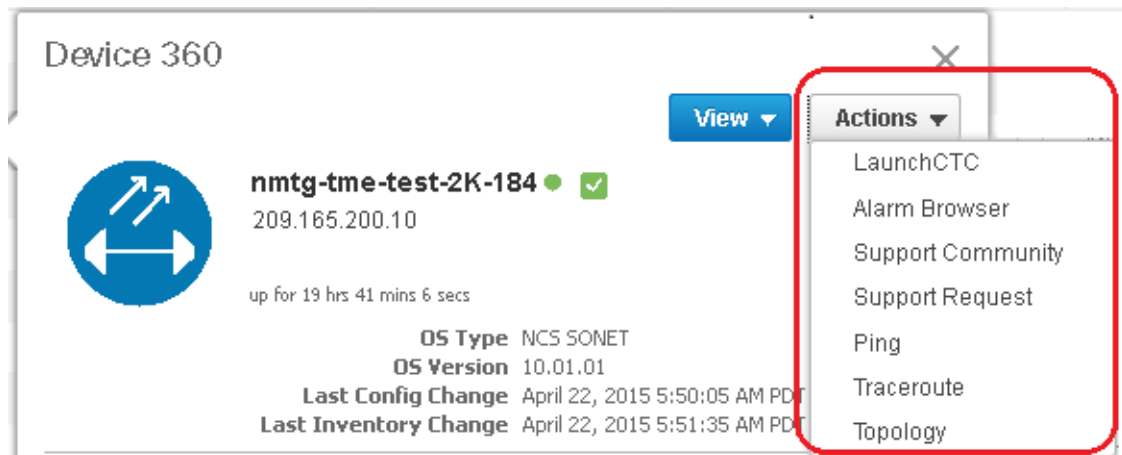 Device 360
View
Actions
nmtg-tme-test-2K-184
209.165.200.10
up for 19 hrs 41 mins 6 secs
OS Type NCS SONET
OS Version 10.01.01
Last Config Change April 22, 2015 5:50:05 AM PDT
Last Inventory Change April 22, 2015 5:51:35 AM PDT
LaunchCTC
Alarm Browser
Support Community
Support Request
Ping
Traceroute
Topology